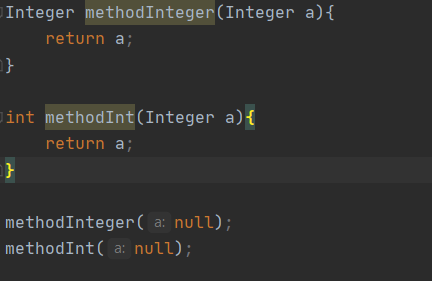 Integer methodInteger(Integer a){
return a;
}
int methodInt(Integer a){
return a;
}
methodInteger( a: null);
methodInt( a: null);